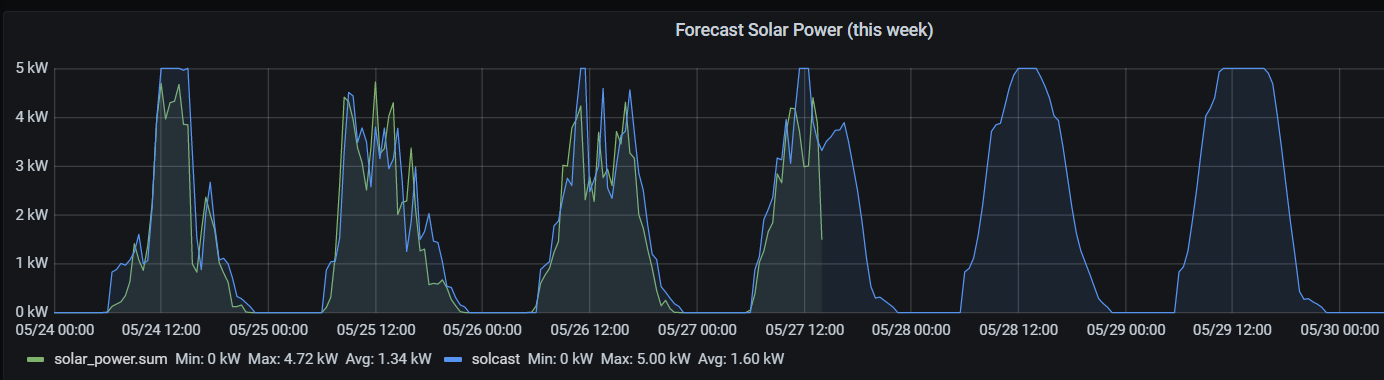 Forecast Solar Power (this week)
5 kW
4 kW
3 kW
2 kW
1 kW
0 kW
05/24 00:00 05/24 12:00 05/25 00:00 05/25 12:00 05/26 00:00 05/26 12:00 05/27 00:00 05/27 12:00 05/28 00:00 05/28 12:00 05/29 00:00 05/29 12:00 05/30 00:00
solar_power.sum Min: 0 kW Max: 4.72 kW Avg: 1.34 kW solcast Min: 0 kW Max: 5.00 kW Avg: 1.60 kW